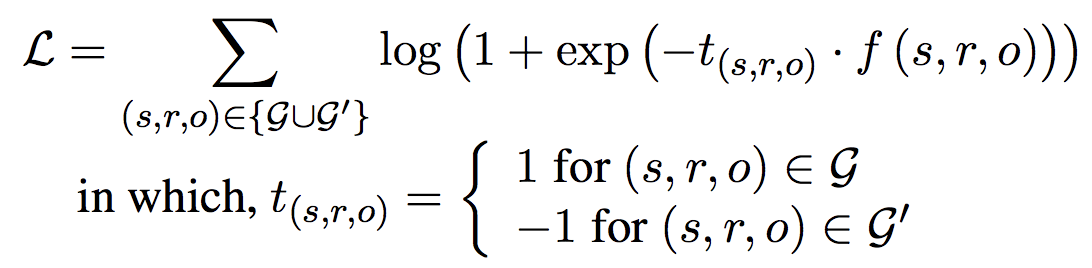 ℒ = ∑_{(s,r,o)∈{𝒢∪𝒢′}} log (1 + exp (−t_{(s,r,o)} · f (s, r, o)))
in which, t_{(s,r,o)} = { 1 for (s, r, o) ∈ 𝒢
−1 for (s, r, o) ∈ 𝒢′